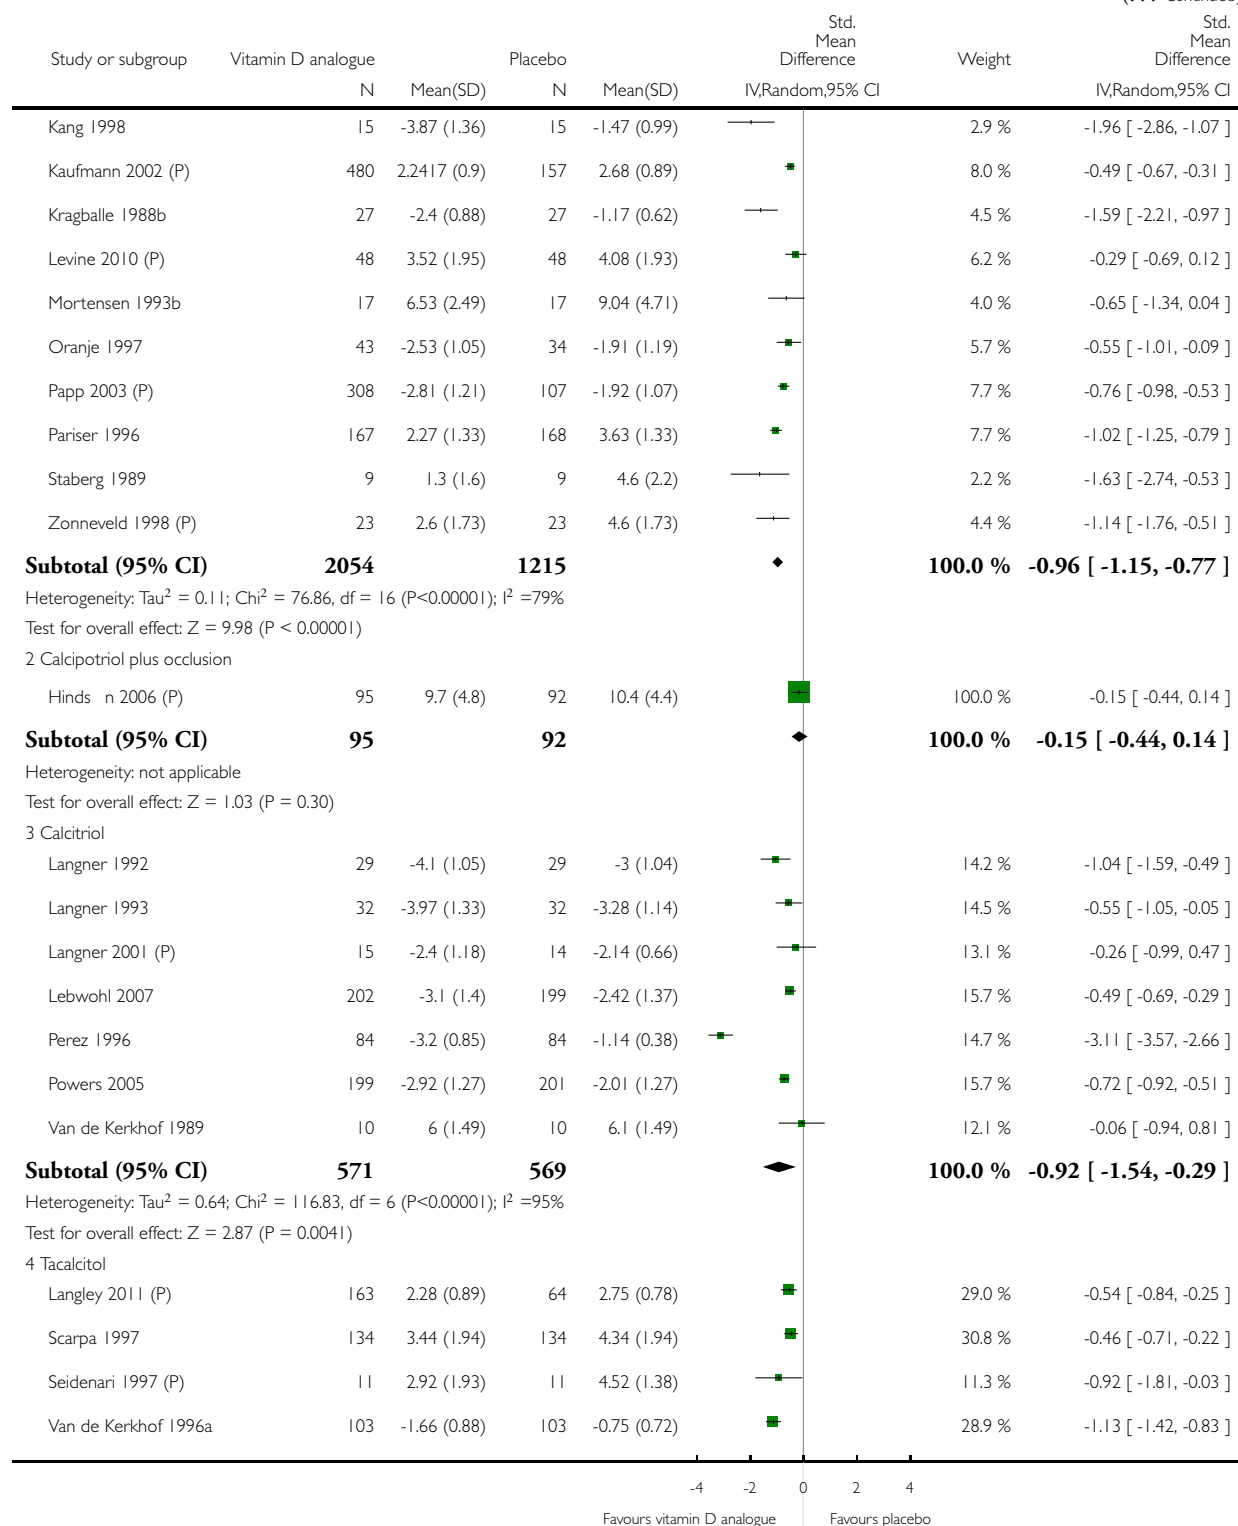 Std. Mean Difference Std. Mean Difference
Study or subgroup Vitamin D analogue Placebo Weight
N Mean(SD) N Mean(SD) IV,Random,95% CI IV,Random,95% CI
Kang 1998 15 -3.87 (1.36) 15 -1.47 (0.99) 2.9 % -1.96 [ -2.86, -1.07 ]
Kaufmann 2002 (P) 480 2.2417 (0.9) 157 2.68 (0.89) 8.0 % -0.49 [ -0.67, -0.31 ]
Kragballe 1988b 27 -2.4 (0.88) 27 -1.17 (0.62) 4.5 % -1.59 [ -2.21, -0.97 ]
Levine 2010 (P) 48 3.52 (1.95) 48 4.08 (1.93) 6.2 % -0.29 [ -0.69, 0.12 ]
Mortensen 1993b 17 6.53 (2.49) 17 9.04 (4.71) 4.0 % -0.65 [ -1.34, 0.04 ]
Oranje 1997 43 -2.53 (1.05) 34 -1.91 (1.19) 5.7 % -0.55 [ -1.01, -0.09 ]
Papp 2003 (P) 308 -2.81 (1.21) 107 -1.92 (1.07) 7.7 % -0.76 [ -0.98, -0.53 ]
Pariser 1996 167 2.27 (1.33) 168 3.63 (1.33) 7.7 % -1.02 [ -1.25, -0.79 ]
Staberg 1989 9 1.3 (1.6) 9 4.6 (2.2) 2.2 % -1.63 [ -2.74, -0.53 ]
Zonneveld 1998 (P) 23 2.6 (1.73) 23 4.6 (1.73) 4.4 % -1.14 [ -1.76, -0.51 ]
Subtotal (95% CI) 2054 1215 100.0 % -0.96 [ -1.15, -0.77 ]
Heterogeneity: Tau² = 0.11; Chi² = 76.86, df = 16 (P<0.00001); I² =79%
Test for overall effect: Z = 9.98 (P < 0.00001)
2 Calcipotriol plus occlusion
Hinds n 2006 (P) 95 9.7 (4.8) 92 10.4 (4.4) 100.0 % -0.15 [ -0.44, 0.14 ]
Subtotal (95% CI) 95 92 100.0 % -0.15 [ -0.44, 0.14 ]
Heterogeneity: not applicable
Test for overall effect: Z = 1.03 (P = 0.30)
3 Calcitriol
Langner 1992 29 -4.1 (1.05) 29 -3 (1.04) 14.2 % -1.04 [ -1.59, -0.49 ]
Langner 1993 32 -3.97 (1.33) 32 -3.28 (1.14) 14.5 % -0.55 [ -1.05, -0.05 ]
Langner 2001 (P) 15 -2.4 (1.18) 14 -2.14 (0.66) 13.1 % -0.26 [ -0.99, 0.47 ]
Lebwohl 2007 202 -3.1 (1.4) 199 -2.42 (1.37) 15.7 % -0.49 [ -0.69, -0.29 ]
Perez 1996 84 -3.2 (0.85) 84 -1.14 (0.38) 14.7 % -3.11 [ -3.57, -2.66 ]
Powers 2005 199 -2.92 (1.27) 201 -2.01 (1.27) 15.7 % -0.72 [ -0.92, -0.51 ]
Van de Kerkhof 1989 10 6 (1.49) 10 6.1 (1.49) 12.1 % -0.06 [ -0.94, 0.81 ]
Subtotal (95% CI) 571 569 100.0 % -0.92 [ -1.54, -0.29 ]
Heterogeneity: Tau² = 0.64; Chi² = 116.83, df = 6 (P<0.00001); I² =95%
Test for overall effect: Z = 2.87 (P = 0.0041)
4 Tacalcitol
Langley 2011 (P) 163 2.28 (0.89) 64 2.75 (0.78) 29.0 % -0.54 [ -0.84, -0.25 ]
Scarpa 1997 134 3.44 (1.94) 134 4.34 (1.94) 30.8 % -0.46 [ -0.71, -0.22 ]
Seidenari 1997 (P) 11 2.92 (1.93) 11 4.52 (1.38) 11.3 % -0.92 [ -1.81, -0.03 ]
Van de Kerkhof 1996a 103 -1.66 (0.88) 103 -0.75 (0.72) 28.9 % -1.13 [ -1.42, -0.83 ]
-4 -2 0 2 4
Favours vitamin D analogue Favours placebo